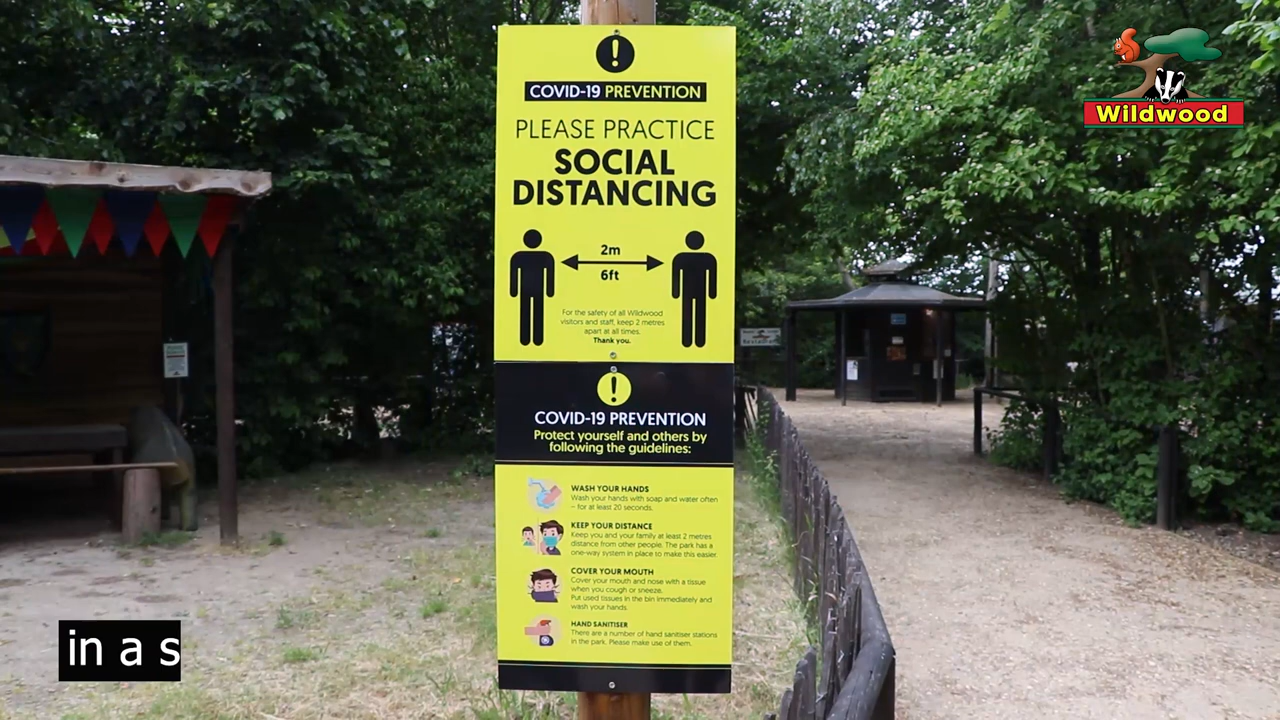 COVID-19 PREVENTION
PLEASE PRACTICE
SOCIAL
DISTANCING
2m
6ft
For the safety of all Wildwood
visitors and staff, keep 2 metres
apart at all times.
Thank you.
COVID-19 PREVENTION
Protect yourself and others by
following the guidelines:
WASH YOUR HANDS
Wash your hands with soap and water often
- for at least 20 seconds.
KEEP YOUR DISTANCE
Keep you and your family at least 2 metres
distance from other people. The park has a
one-way system in place to make this easier.
COVER YOUR MOUTH
Cover your mouth and nose with a tissue
when you cough or sneeze.
Put used tissues in the bin immediately and
wash your hands.
HAND SANITISER
There are a number of hand sanitiser stations
in the park. Please make use of them.
Wildwood
in a s